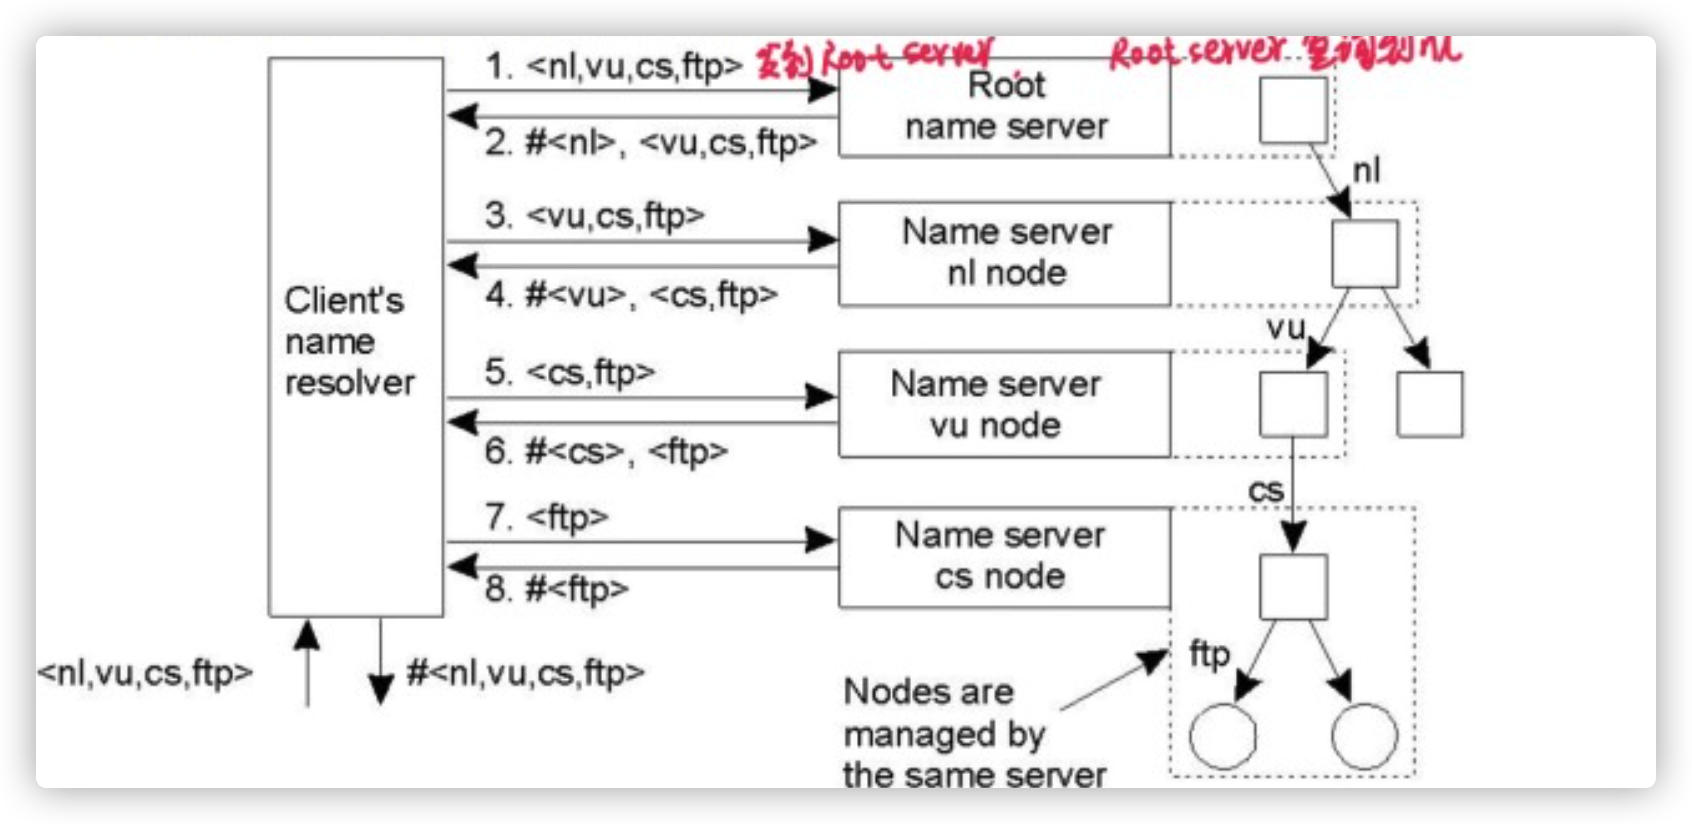 1. <nl,vu,cs,ftp> 发到 Root server
Root server 查询到 nl
Root
name server
2. #<nl>, <vu,cs,ftp>
nl
3. <vu,cs,ftp>
Name server
nl node
4. #<vu>, <cs,ftp>
Client's
name
resolver
vu
5. <cs,ftp>
Name server
vu node
6. #<cs>, <ftp>
cs
7. <ftp>
Name server
cs node
8. #<ftp>
<nl,vu,cs,ftp>
#<nl,vu,cs,ftp>
ftp
Nodes are
managed by
the same server